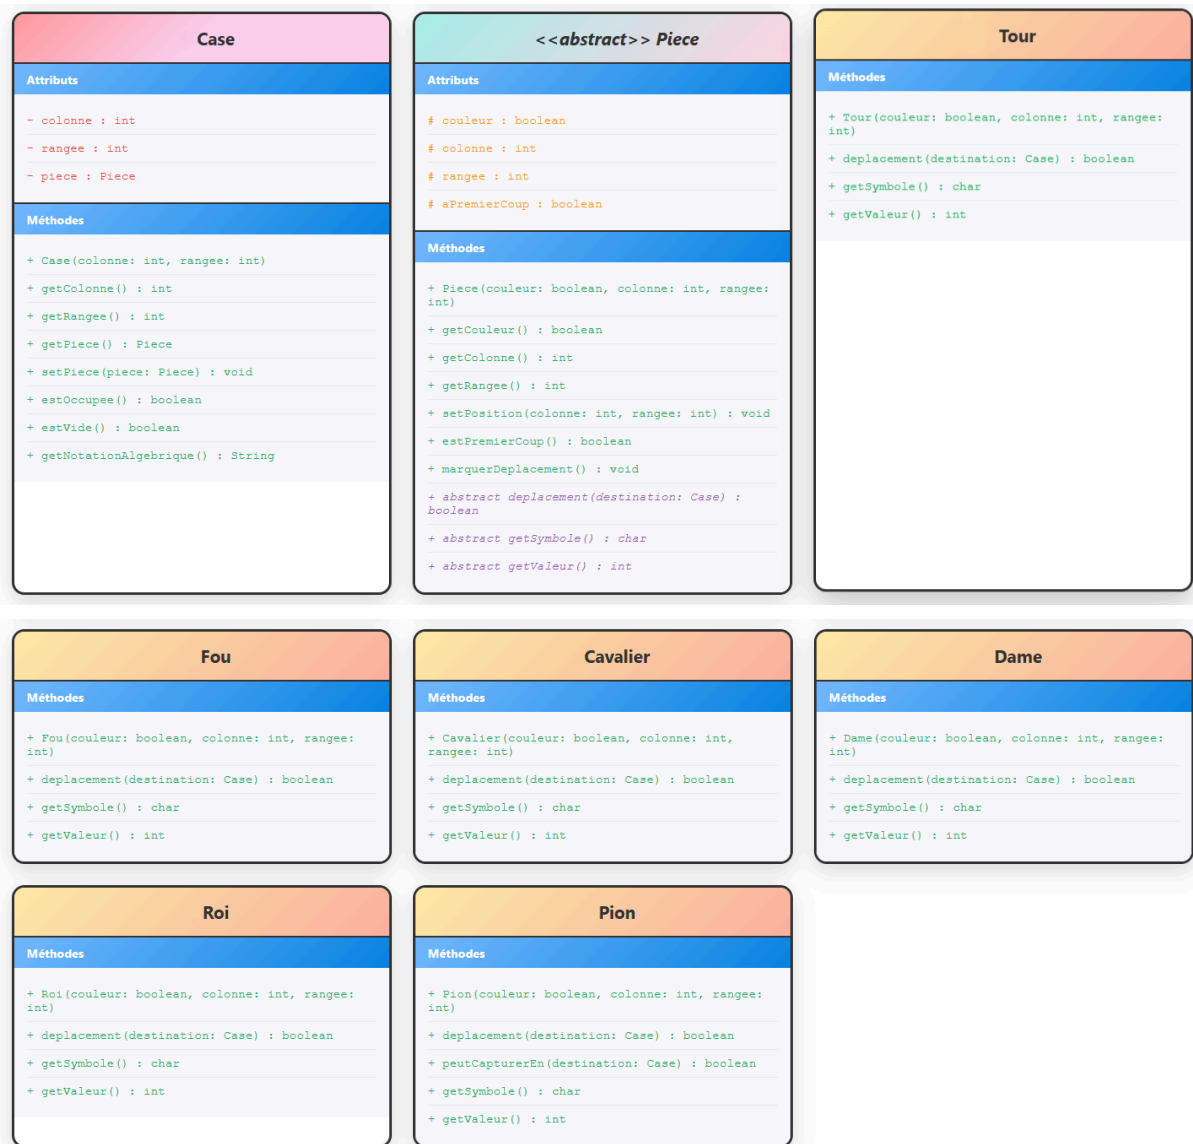 Case
Attributs
- colonne : int
- rangee : int
- piece : Piece
Méthodes
+ Case(colonne: int, rangee: int)
+ getColonne() : int
+ getRangee() : int
+ getPiece() : Piece
+ setPiece(piece: Piece) : void
+ estOccupee() : boolean
+ estVide() : boolean
+ getNotationAlgebrique() : String
<<abstract>> Piece
Attributs
# couleur : boolean
# colonne : int
# rangee : int
# aPremierCoup : boolean
Méthodes
+ Piece(couleur: boolean, colonne: int, rangee:
int)
+ getCouleur() : boolean
+ getColonne() : int
+ getRangee() : int
+ setPosition(colonne: int, rangee: int) : void
+ estPremierCoup() : boolean
+ marquerDeplacement() : void
+ abstract deplacement(destination: Case) :
boolean
+ abstract getSymbole() : char
+ abstract getValeur() : int
Tour
Méthodes
+ Tour(couleur: boolean, colonne: int, rangee:
int)
+ deplacement(destination: Case) : boolean
+ getSymbole() : char
+ getValeur() : int
Fou
Méthodes
+ Fou(couleur: boolean, colonne: int, rangee:
int)
+ deplacement(destination: Case) : boolean
+ getSymbole() : char
+ getValeur() : int
Cavalier
Méthodes
+ Cavalier(couleur: boolean, colonne: int,
rangee: int)
+ deplacement(destination: Case) : boolean
+ getSymbole() : char
+ getValeur() : int
Dame
Méthodes
+ Dame(couleur: boolean, colonne: int, rangee:
int)
+ deplacement(destination: Case) : boolean
+ getSymbole() : char
+ getValeur() : int
Roi
Méthodes
+ Roi(couleur: boolean, colonne: int, rangee:
int)
+ deplacement(destination: Case) : boolean
+ getSymbole() : char
+ getValeur() : int
Pion
Méthodes
+ Pion(couleur: boolean, colonne: int, rangee:
int)
+ deplacement(destination: Case) : boolean
+ peutCapturerEn(destination: Case) : boolean
+ getSymbole() : char
+ getValeur() : int